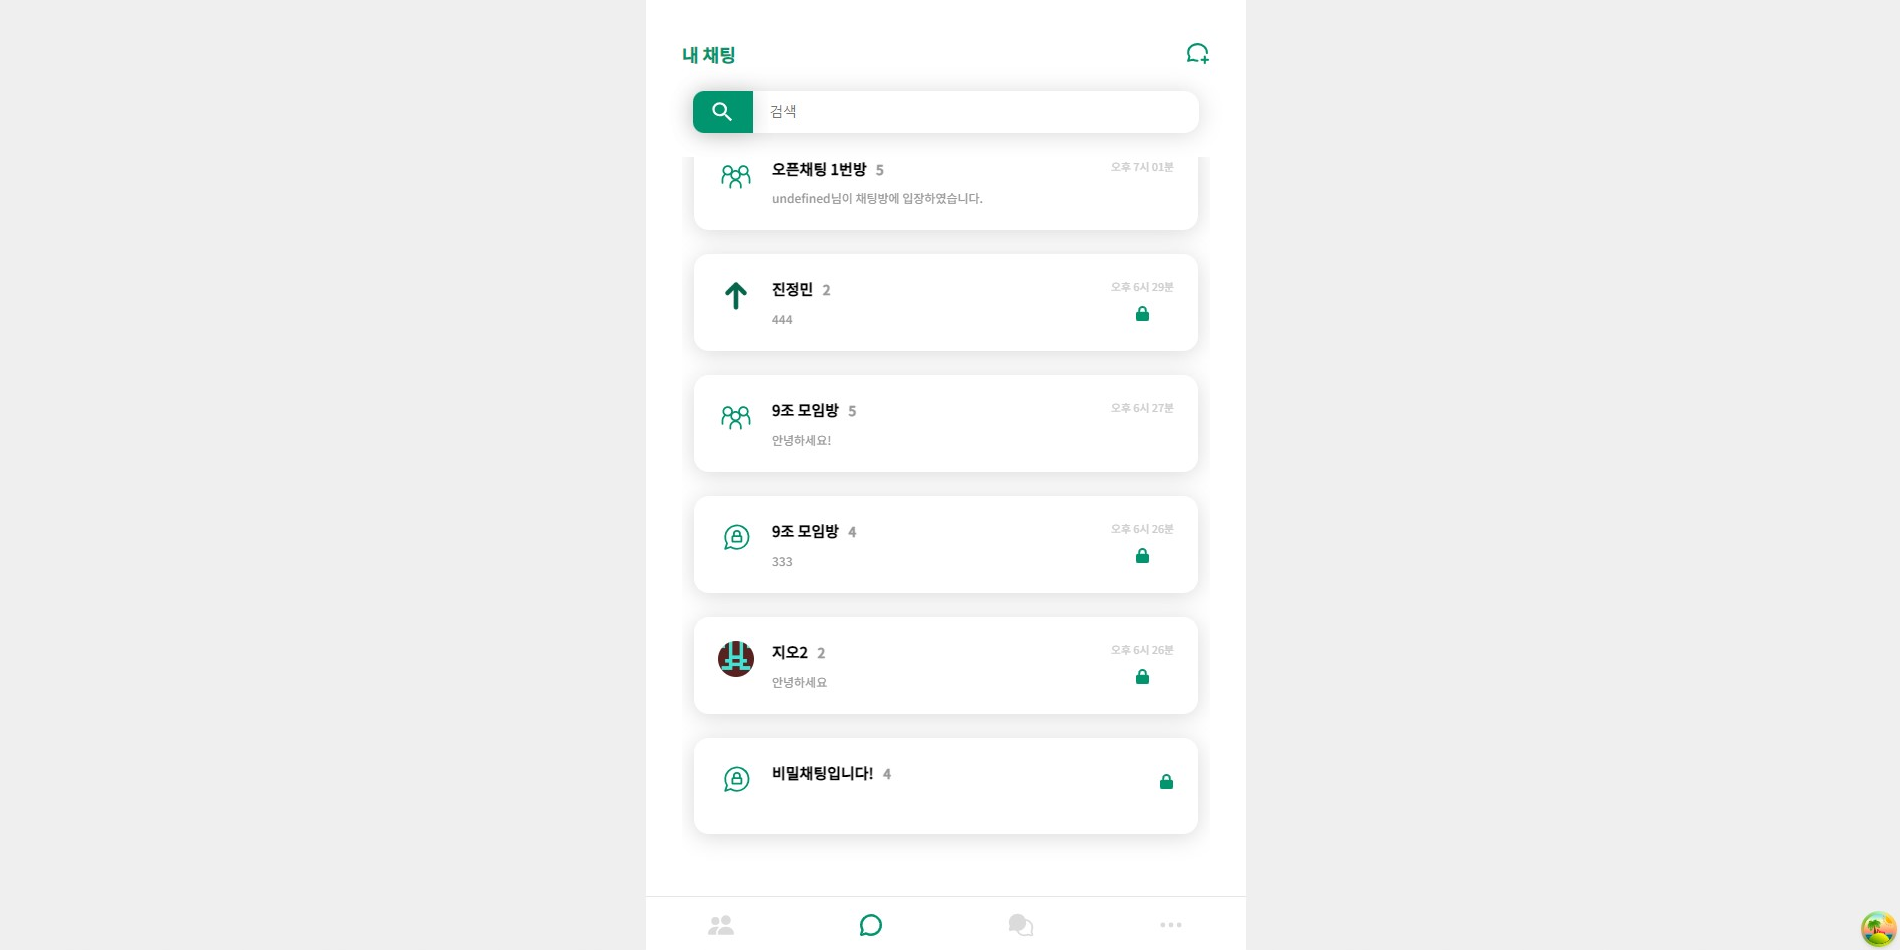 내 채팅
검색
오픈채팅 1번방 5 오후 7시 01분
undefined님이 채팅방에 입장하였습니다.
진정민 2 오후 6시 29분
444
9조 모임방 5 오후 6시 27분
안녕하세요!
9조 모임방 4 오후 6시 26분
333
지오2 2 오후 6시 26분
안녕하세요
비밀채팅입니다! 4